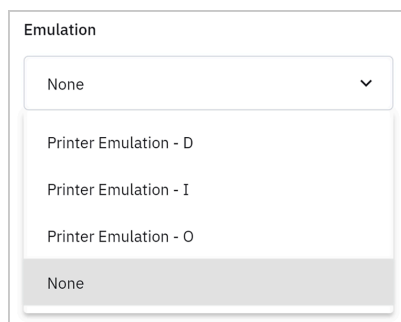 Emulation
None
Printer Emulation - D
Printer Emulation - I
Printer Emulation - O
None